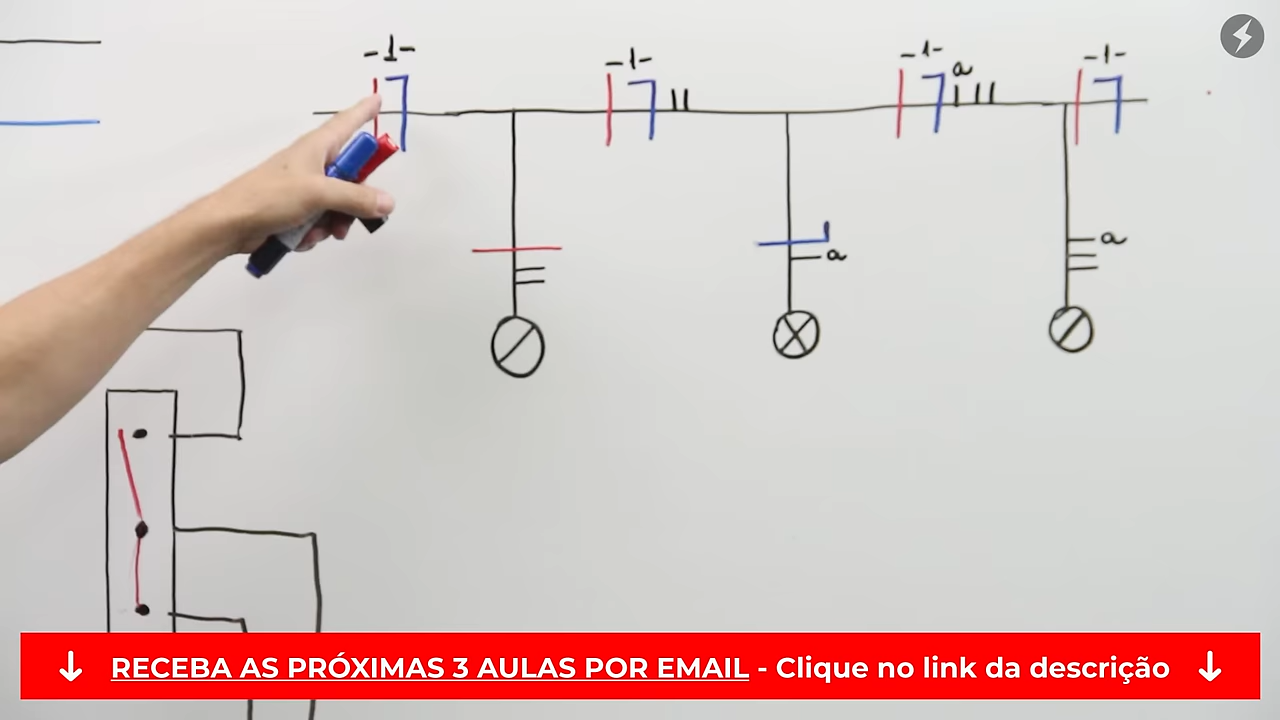 -1-
-1-
-1-
-1-
a
a
a
RECEBA AS PRÓXIMAS 3 AULAS POR EMAIL - Clique no link da descrição